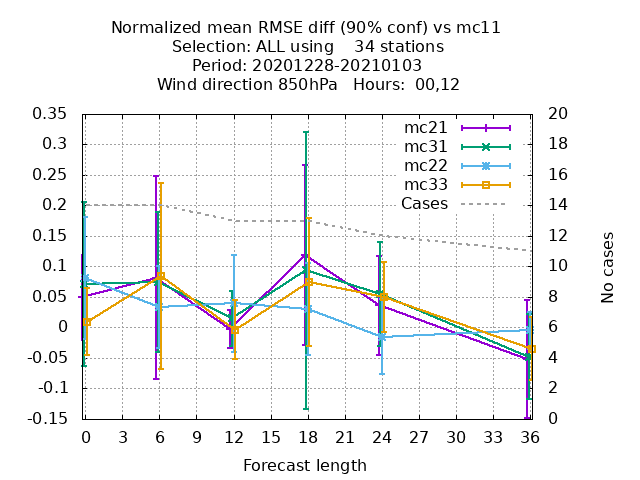 Normalized mean RMSE diff (90% conf) vs mc11
Selection: ALL using    34 stations
Period: 20201228-20210103
Wind direction 850hPa   Hours:  00,12
0.35
0.3
0.25
0.2
0.15
0.1
0.05
0
-0.05
-0.1
-0.15
mc21
mc31
mc22
mc33
Cases
20
18
16
14
12
10
8
6
4
2
0
No cases
0 3 6 9 12 15 18 21 24 27 30 33 36
Forecast length